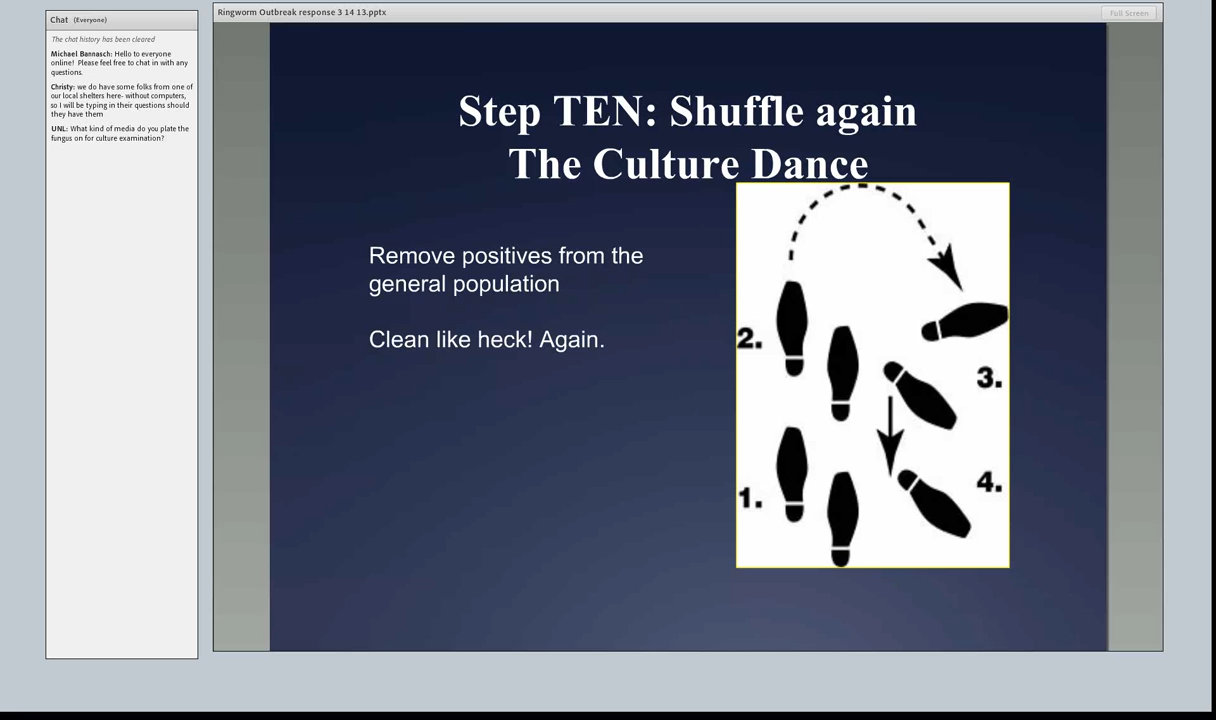 Chat (Everyone)
The chat history has been cleared
Michael Bannasch: Hello to everyone
online! Please feel free to chat in with any
questions.
Christy: we do have some folks from one of
our local shelters here- without computers,
so I will be typing in their questions should
they have them
UNL: What kind of media do you plate the
fungus on for culture examination?
Ringworm Outbreak response 3 14 13.pptx
Full Screen
Step TEN: Shuffle again
The Culture Dance
Remove positives from the
general population
Clean like heck! Again.
2.
3.
1.
4.